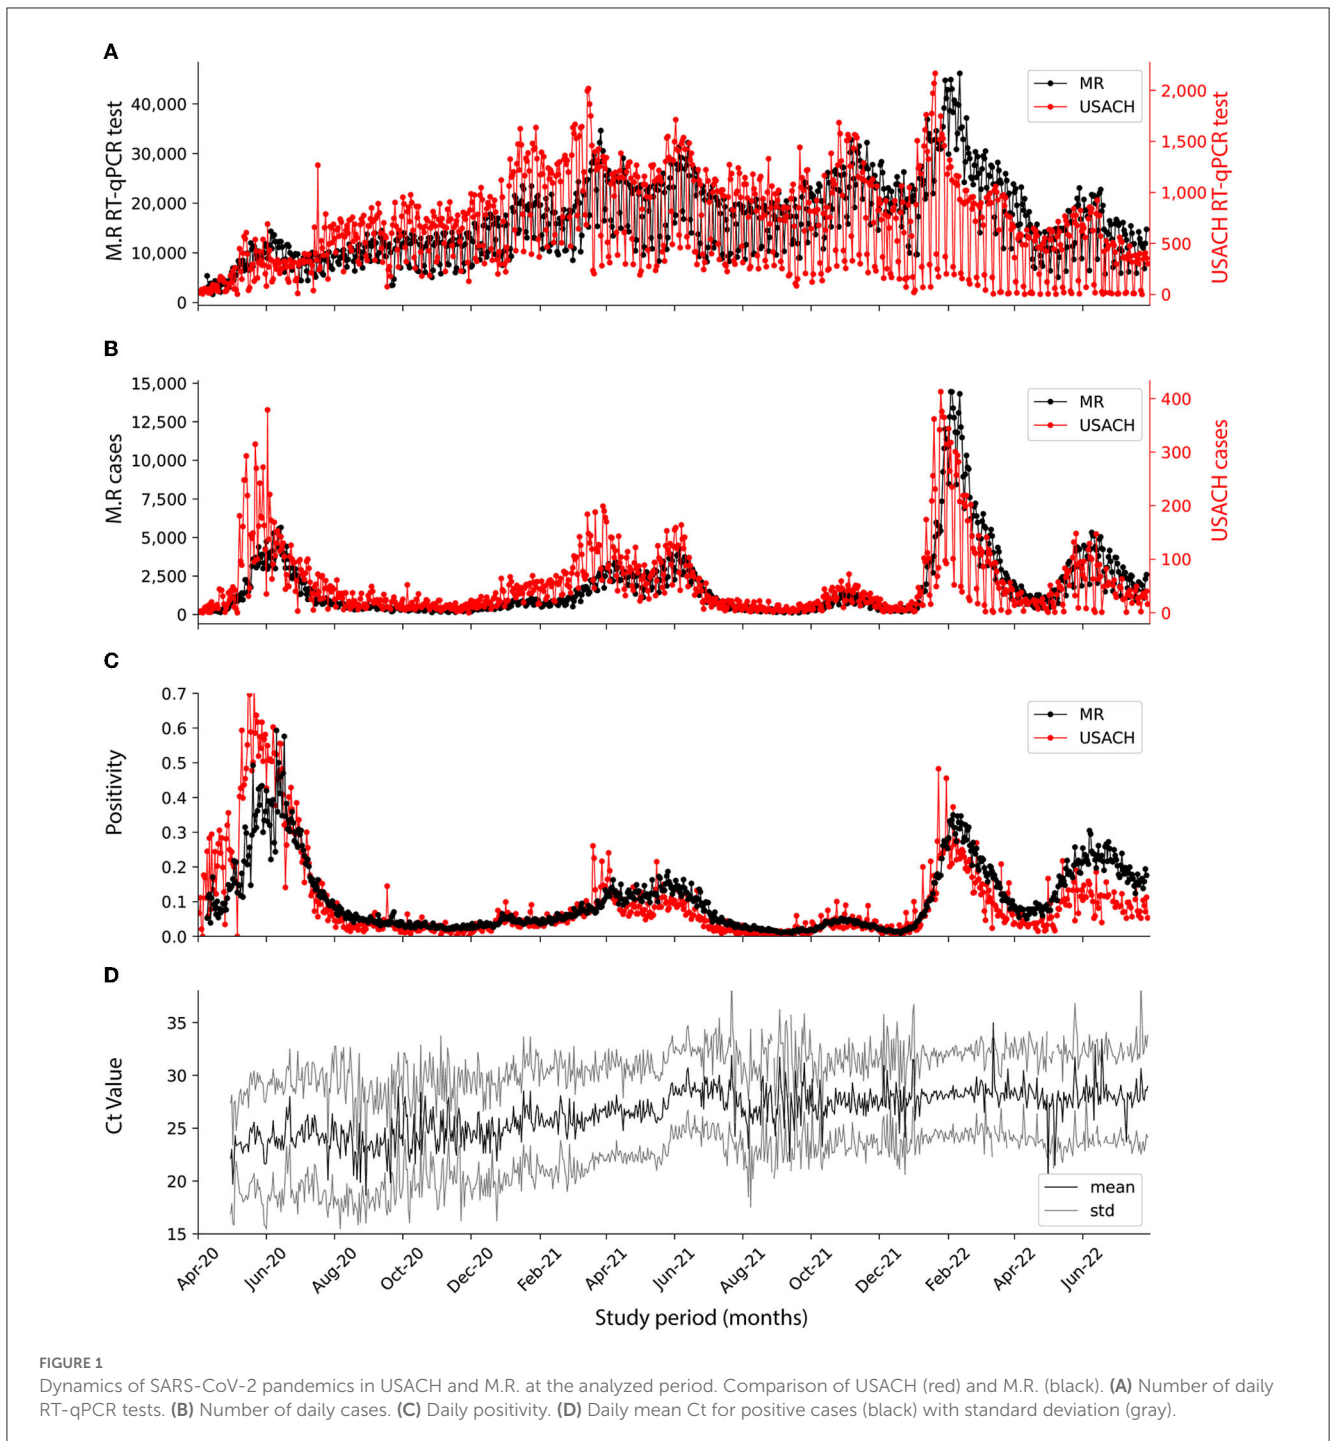 A
M.R RT-qPCR test
40,000
30,000
20,000
10,000
0
MR
USACH
2,000
1,500
1,000
500
0
USACH RT-qPCR test
B
M.R cases
15,000
12,500
10,000
7,500
5,000
2,500
0
MR
USACH
400
300
200
100
0
USACH cases
C
Positivity
0.7
0.6
0.5
0.4
0.3
0.2
0.1
0.0
MR
USACH
D
Ct Value
35
30
25
20
15
mean
std
Apr-20 Jun-20 Aug-20 Oct-20 Dec-20 Feb-21 Apr-21 Jun-21 Aug-21 Oct-21 Dec-21 Feb-22 Apr-22 Jun-22
Study period (months)
FIGURE 1
Dynamics of SARS-CoV-2 pandemics in USACH and M.R. at the analyzed period. Comparison of USACH (red) and M.R. (black). (A) Number of daily
RT-qPCR tests. (B) Number of daily cases. (C) Daily positivity. (D) Daily mean Ct for positive cases (black) with standard deviation (gray).